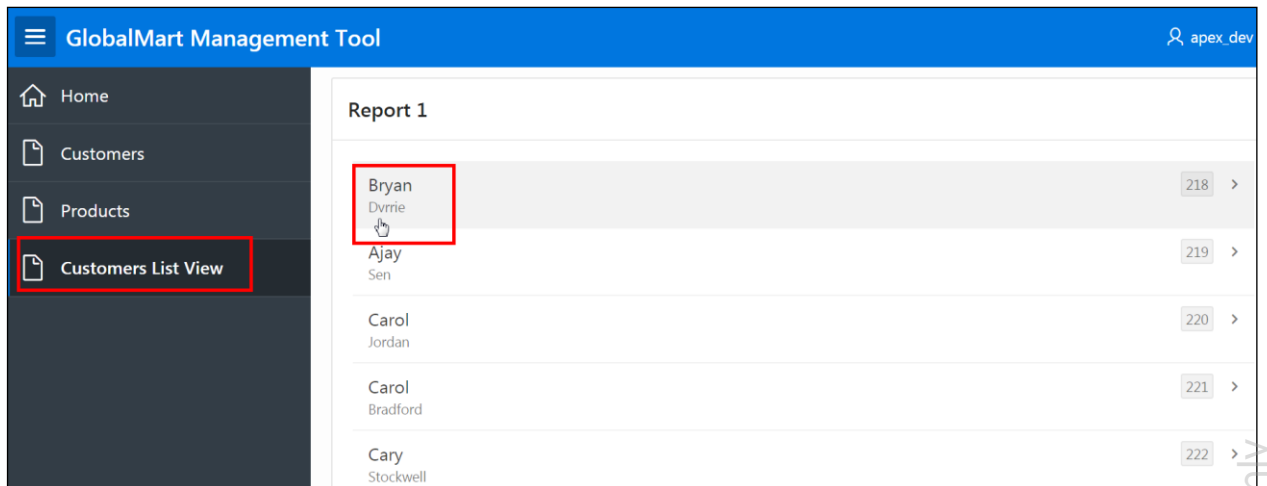 GlobalMart Management Tool
apex_dev
Home
Customers
Products
Customers List View
Report 1
Bryan
218
Dvrrie
Ajay
219
Sen
Carol
220
Jordan
Carol
221
Bradford
Cary
222
Stockwell